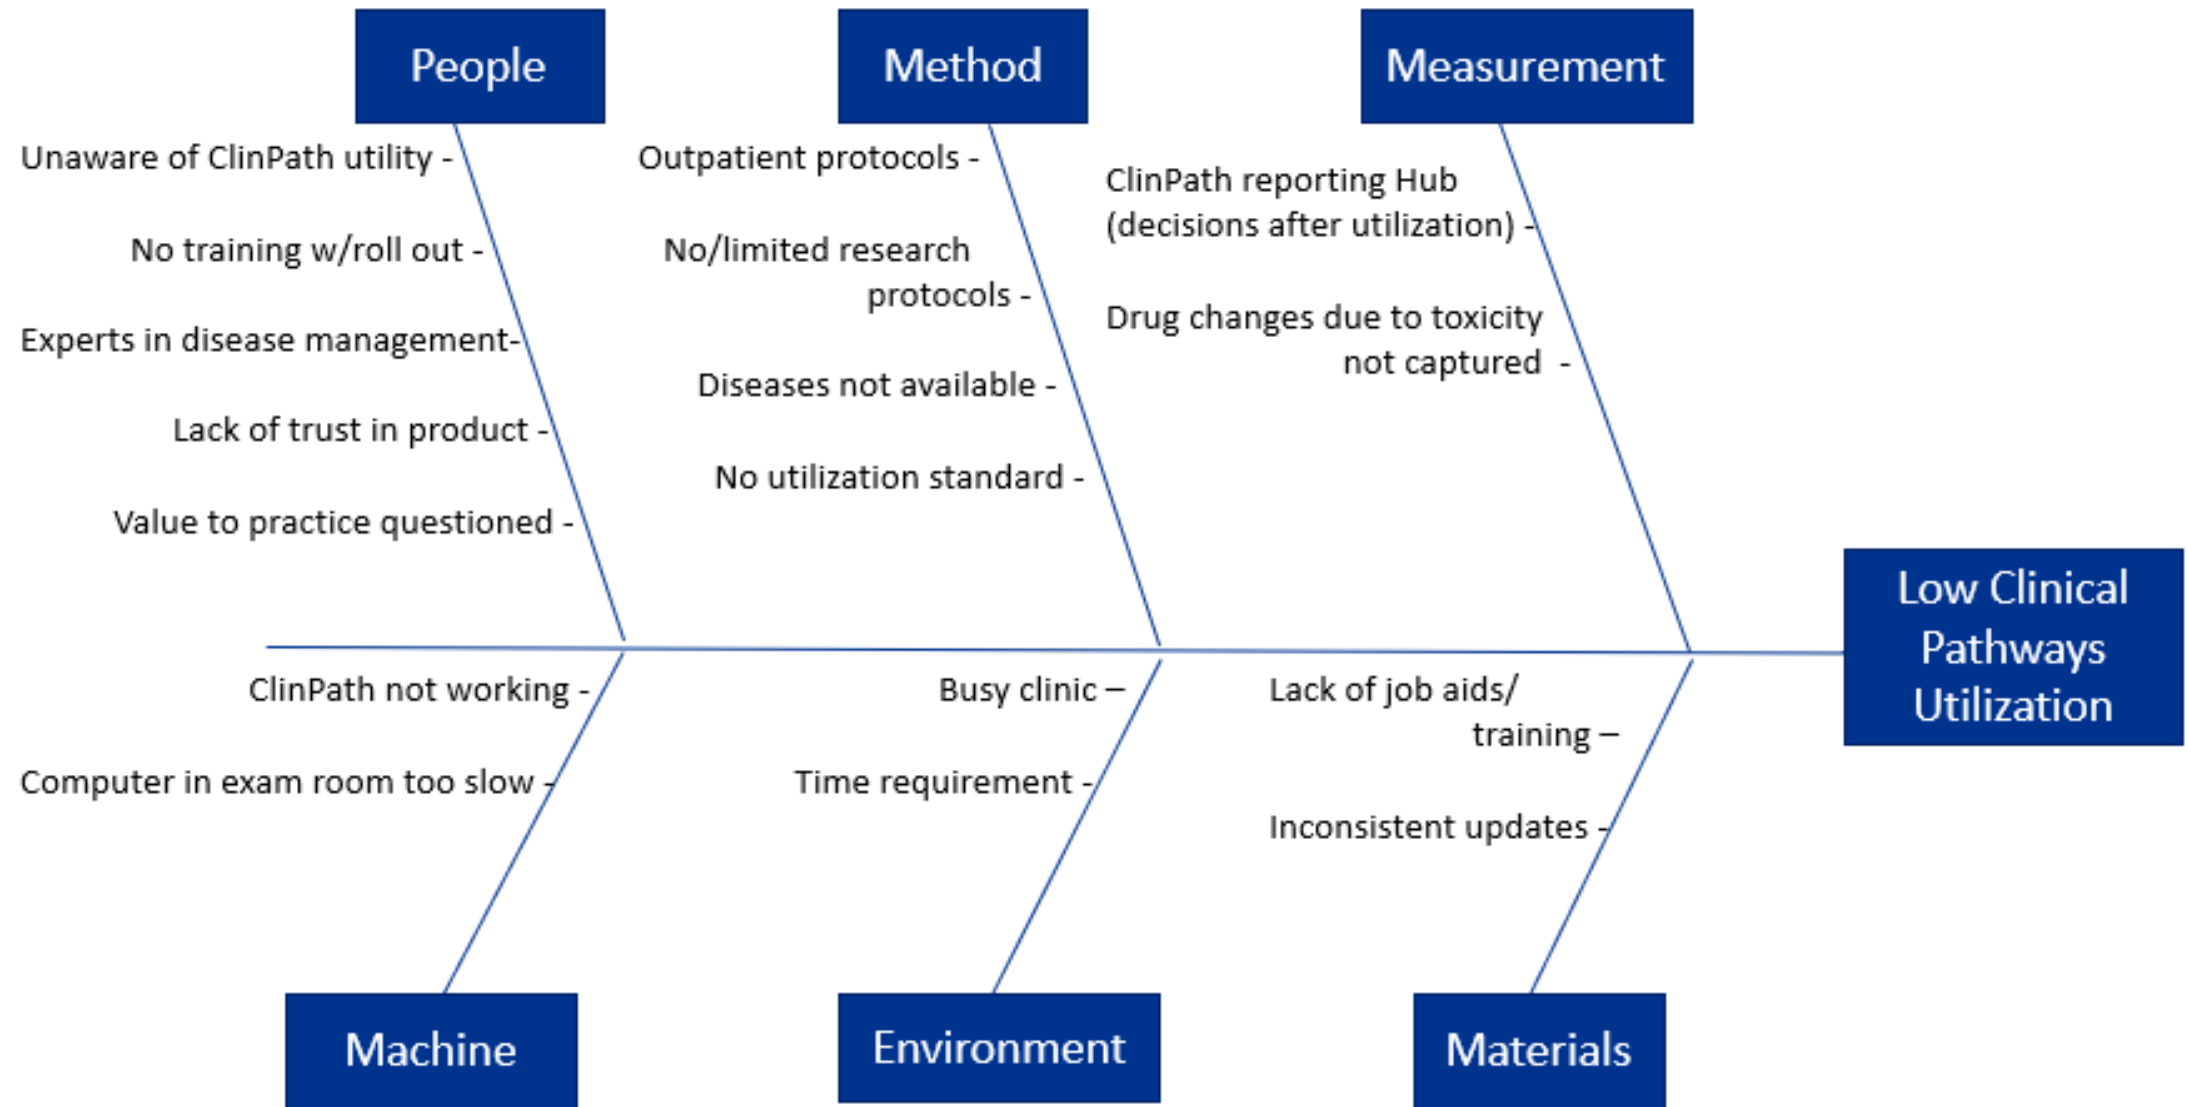 People
Method
Measurement
Unaware of ClinPath utility -
No training w/roll out -
Experts in disease management-
Lack of trust in product -
Value to practice questioned -
Outpatient protocols -
No/limited research
protocols -
Diseases not available -
No utilization standard -
ClinPath reporting Hub
(decisions after utilization) -
Drug changes due to toxicity
not captured -
Low Clinical
Pathways
Utilization
ClinPath not working -
Computer in exam room too slow -
Busy clinic –
Time requirement -
Lack of job aids/
training –
Inconsistent updates -
Machine
Environment
Materials